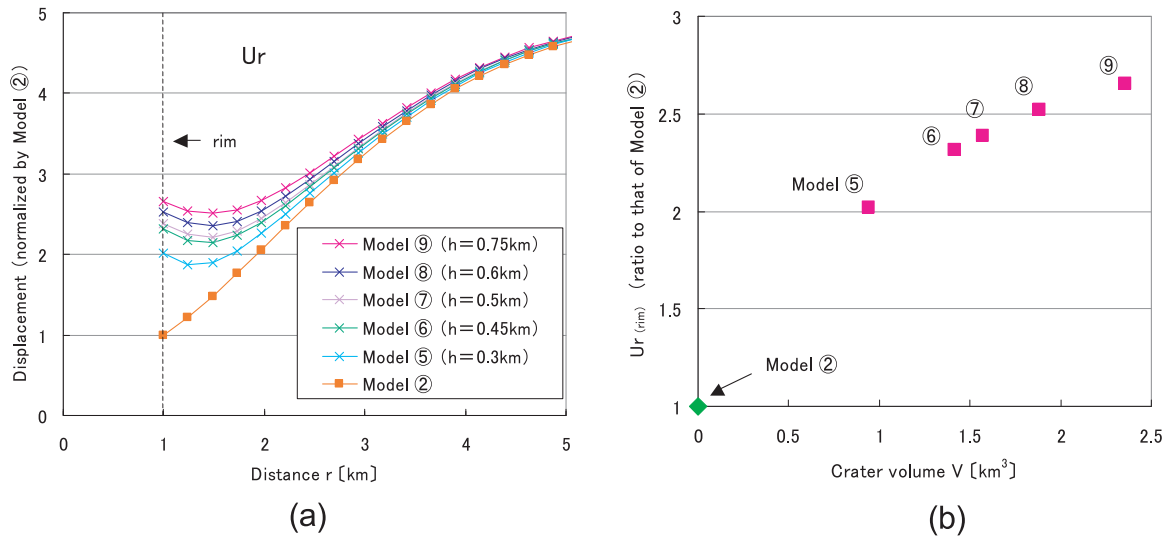 5
4
3
2
1
0
Displacement (normalized by Model ②)
Ur
rim
Model ⑨ (h=0.75km)
Model ⑧ (h=0.6km)
Model ⑦ (h=0.5km)
Model ⑥ (h=0.45km)
Model ⑤ (h=0.3km)
Model ②
0 1 2 3 4 5
Distance r [km]
(a)
3
2.5
2
1.5
1
Ur (rim) (ratio to that of Model ②)
⑨
⑧
⑦
⑥
Model ⑤
Model ②
0 0.5 1 1.5 2 2.5
Crater volume V [km³]
(b)